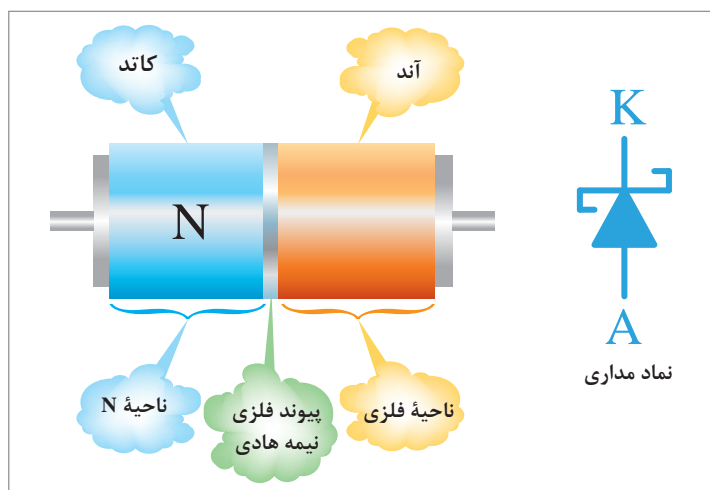 کاتد
آند
K
N
A
نماد مداری
ناحیهٔ N
پیوند فلزی
نیمه هادی
ناحیهٔ فلزی